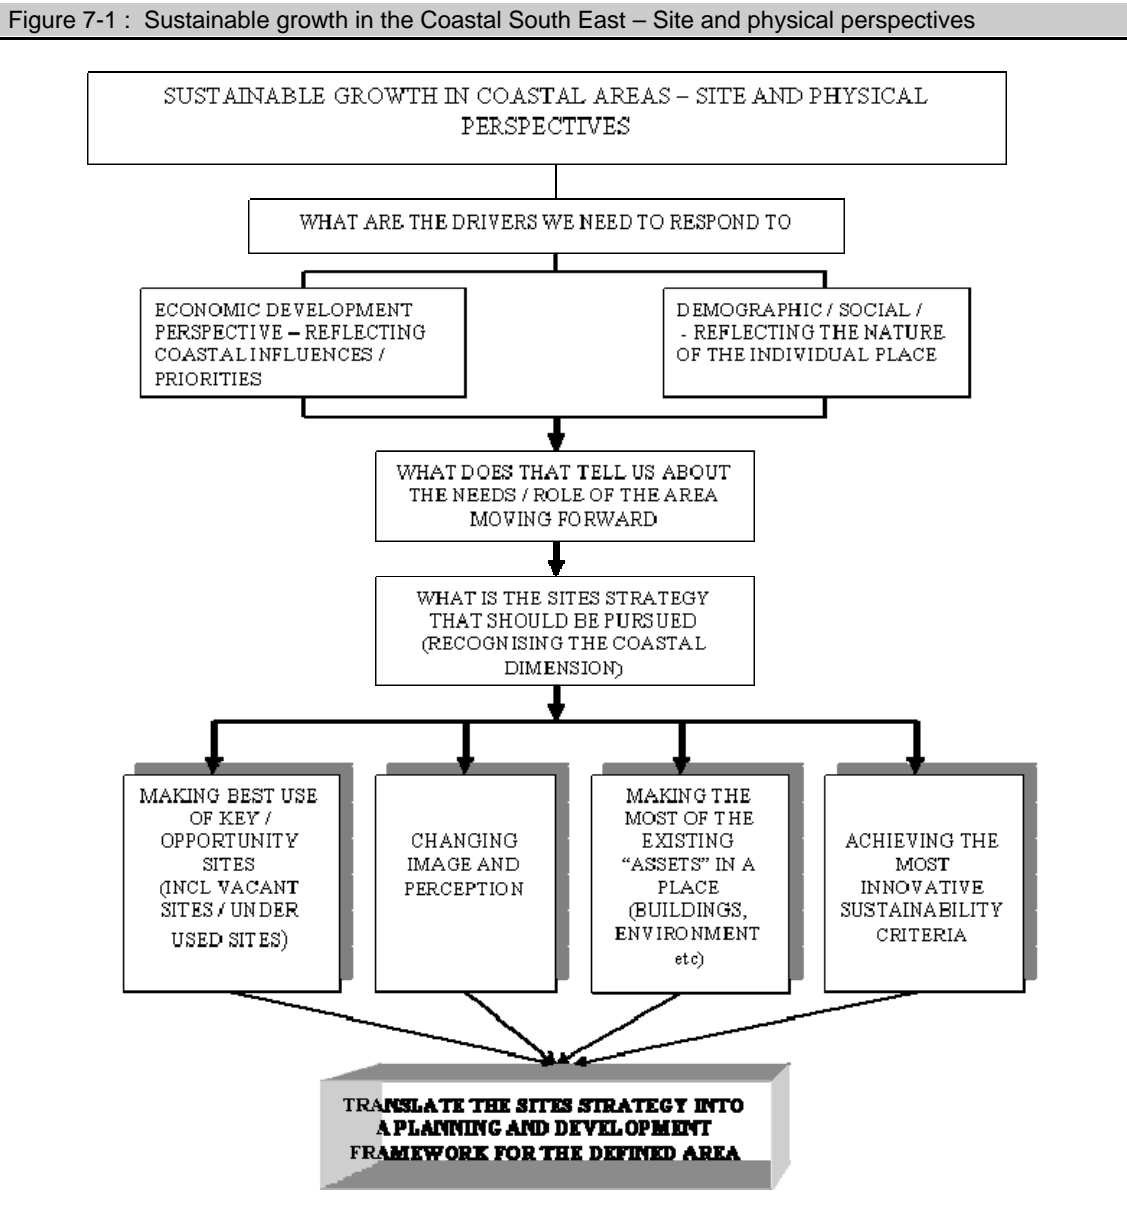 Figure 7-1 : Sustainable growth in the Coastal South East – Site and physical perspectives
SUSTAINABLE GROWTH IN COASTAL AREAS – SITE AND PHYSICAL
PERSPECTIVES
WHAT ARE THE DRIVERS WE NEED TO RESPOND TO
ECONOMIC DEVELOPMENT
PERSPECTIVE – REFLECTING
COASTAL INFLUENCES /
PRIORITIES
DEMOGRAPHIC / SOCIAL /
- REFLECTING THE NATURE
OF THE INDIVIDUAL PLACE
WHAT DOES THAT TELL US ABOUT
THE NEEDS / ROLE OF THE AREA
MOVING FORWARD
WHAT IS THE SITES STRATEGY
THAT SHOULD BE PURSUED
(RECOGNISING THE COASTAL
DIMENSION)
MAKING BEST USE
OF KEY /
OPPORTUNITY
SITES
(INCL VACANT
SITES / UNDER
USED SITES)
CHANGING
IMAGE AND
PERCEPTION
MAKING THE
MOST OF THE
EXISTING
“ASSETS” IN A
PLACE
(BUILDINGS,
ENVIRONMENT
etc)
ACHIEVING THE
MOST
INNOVATIVE
SUSTAINABILITY
CRITERIA
TRANSLATE THE SITES STRATEGY INTO
A PLANNING AND DEVELOPMENT
FRAMEWORK FOR THE DEFINED AREA